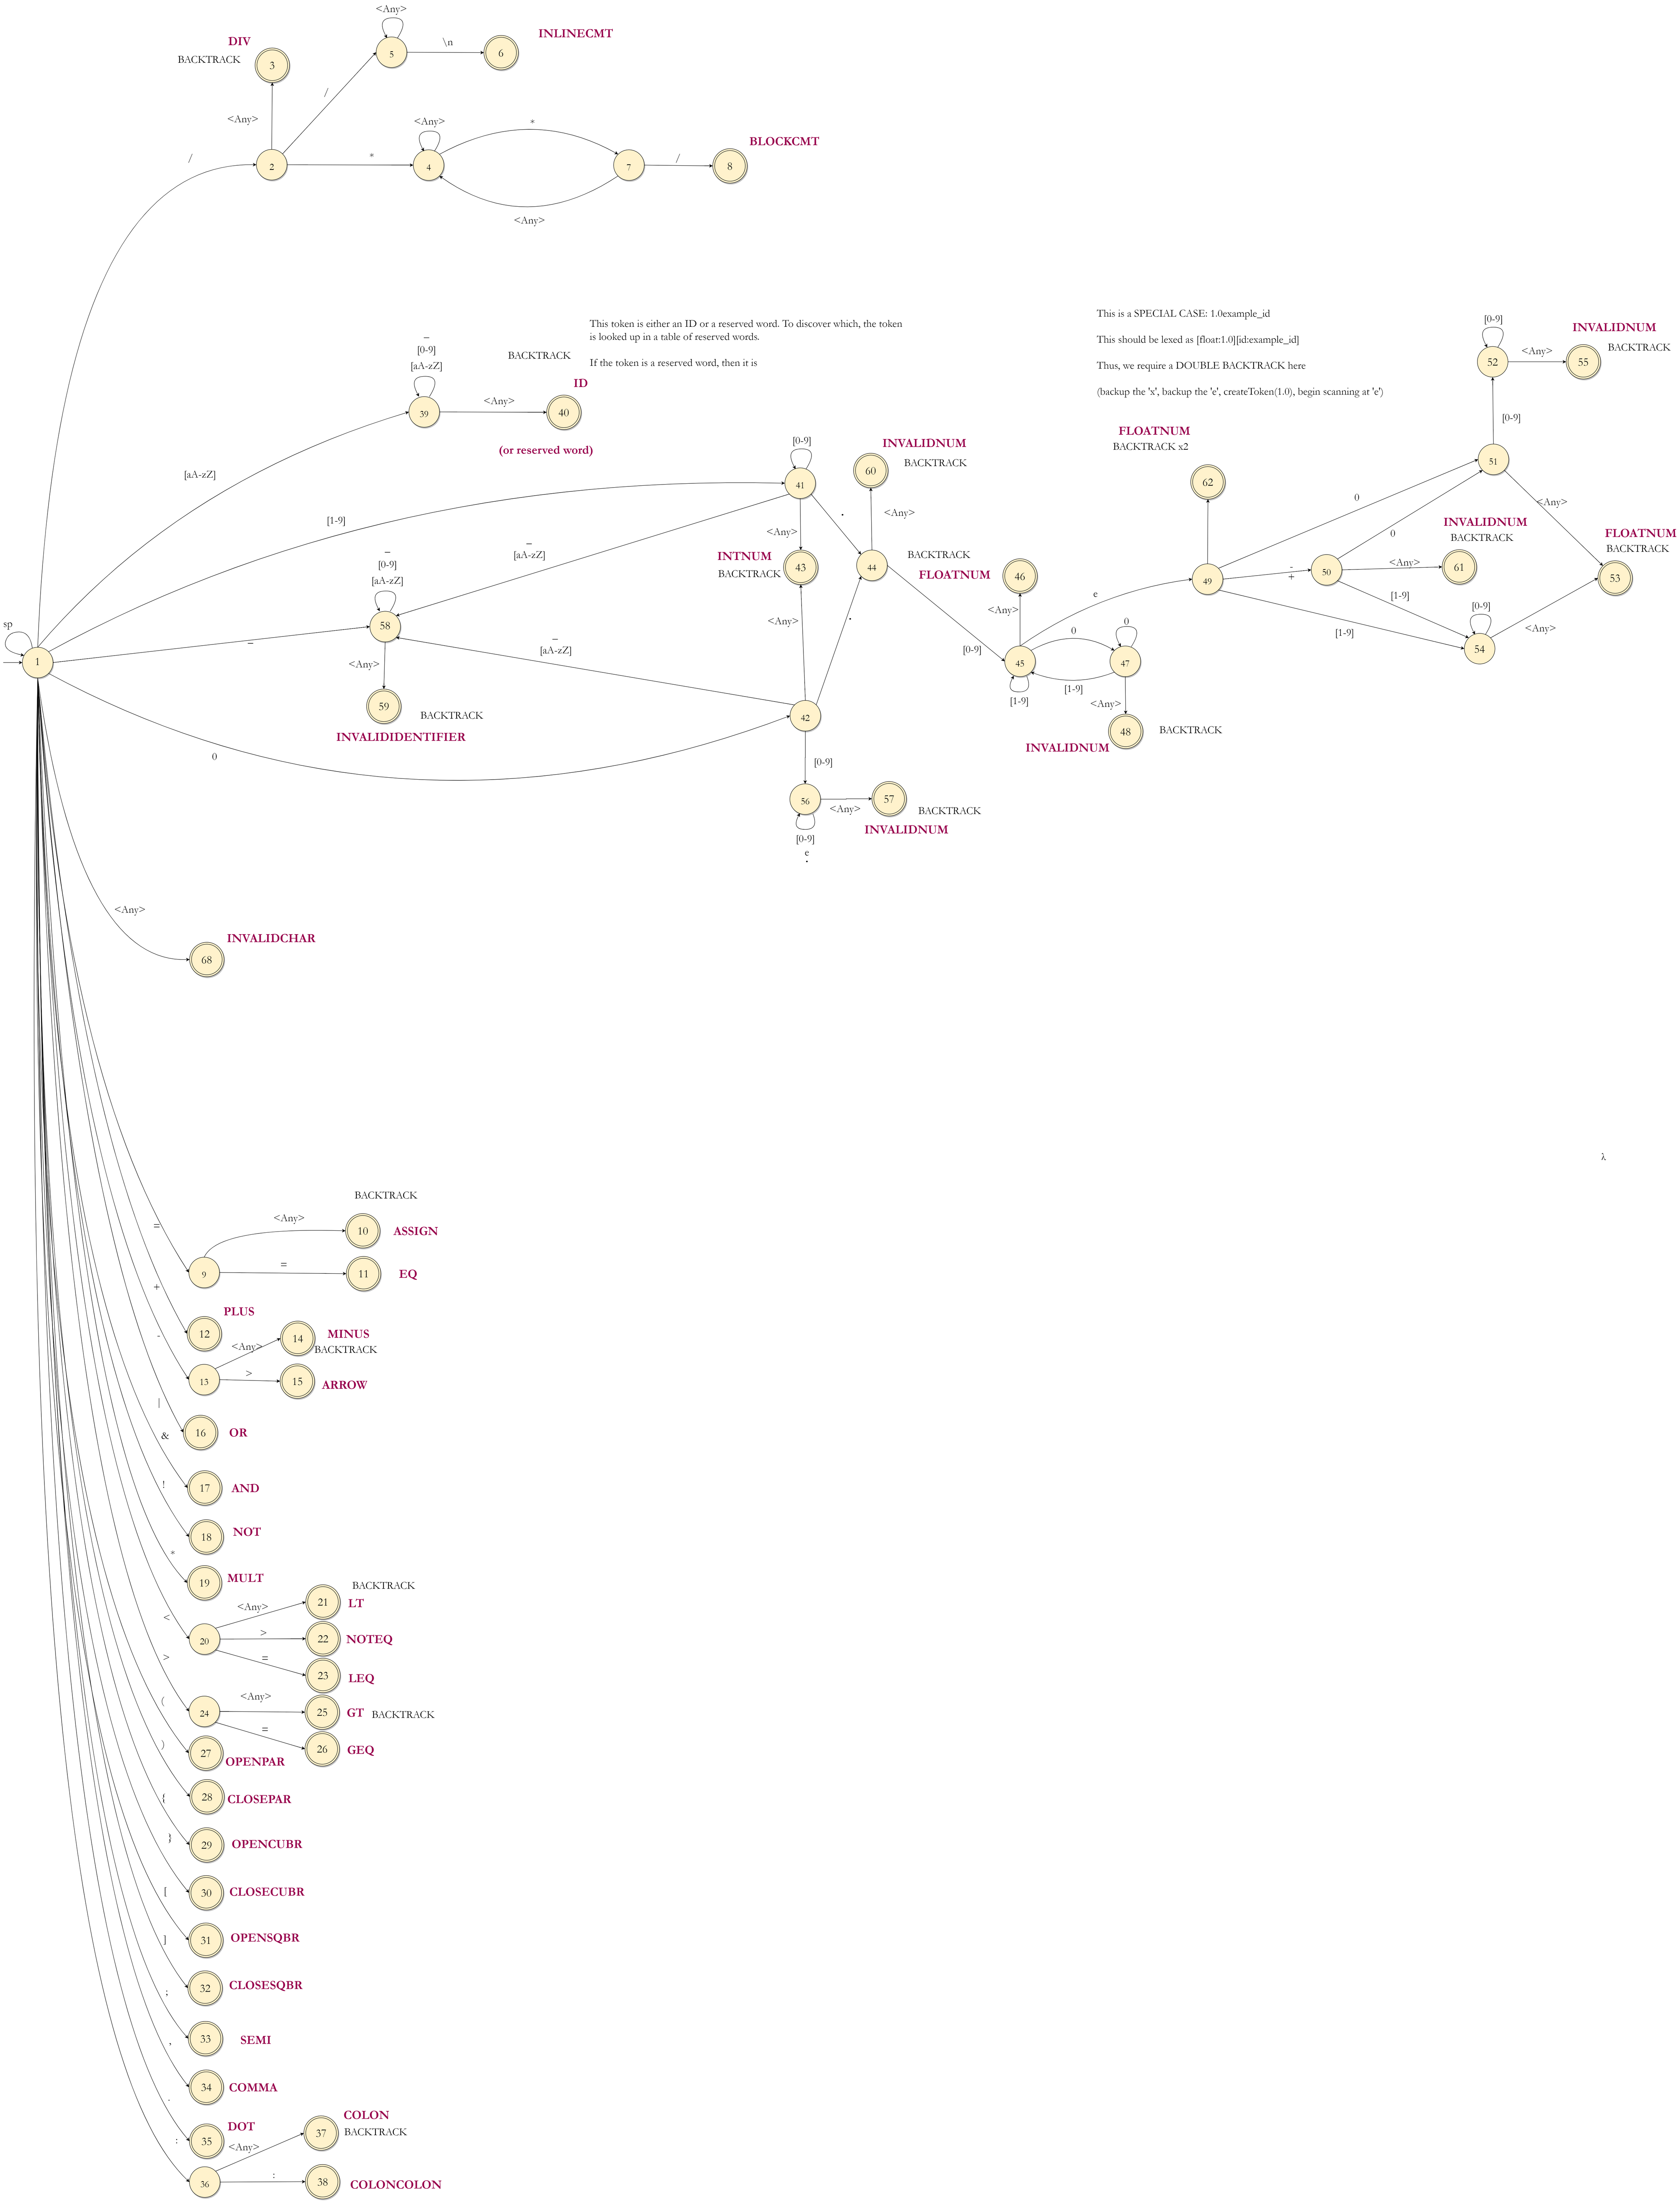 <Any>
5
\n
6
INLINECMT
DIV
BACKTRACK
3
/
<Any>
/
2
*
<Any>
4
*
7
/
8
BLOCKCMT
<Any>
This token is either an ID or a reserved word. To discover which, the token
is looked up in a table of reserved words.
If the token is a reserved word, then it is
_
[0-9]
[aA-zZ]
39
<Any>
BACKTRACK
ID
40
(or reserved word)
[aA-zZ]
This is a SPECIAL CASE: 1.0example_id
This should be lexed as [float:1.0][id:example_id]
Thus, we require a DOUBLE BACKTRACK here
(backup the 'x', backup the 'e', createToken(1.0), begin scanning at 'e')
[0-9]
52
<Any>
55
INVALIDNUM
BACKTRACK
[0-9]
51
<Any>
FLOATNUM
BACKTRACK x2
62
[0-9]
41
INVALIDNUM
60
BACKTRACK
<Any>
[1-9]
.
<Any>
_
[aA-zZ]
INTNUM
BACKTRACK
43
44
BACKTRACK
FLOATNUM
46
<Any>
e
49
0
-
+
50
0
INVALIDNUM
BACKTRACK
<Any>
61
FLOATNUM
BACKTRACK
53
[1-9]
[1-9]
[0-9]
54
<Any>
_
[0-9]
[aA-zZ]
58
<Any>
.
_
[aA-zZ]
[0-9]
45
0
0
47
[1-9]
[1-9]
<Any>
48
BACKTRACK
INVALIDNUM
sp
1
_
<Any>
59
BACKTRACK
INVALIDIDENTIFIER
42
0
[0-9]
56
<Any>
57
BACKTRACK
INVALIDNUM
[0-9]
e
.
<Any>
INVALIDCHAR
68
λ
BACKTRACK
=
<Any>
10
ASSIGN
9
=
11
EQ
+
PLUS
12
-
<Any>
14
MINUS
BACKTRACK
13
>
15
ARROW
|
16
OR
&
17
AND
!
18
NOT
*
19
MULT
BACKTRACK
<
<Any>
21
LT
20
>
22
NOTEQ
=
23
LEQ
>
<Any>
24
25
GT
BACKTRACK
=
26
GEQ
(
27
OPENPAR
)
28
CLOSEPAR
{
29
OPENCUBR
}
30
CLOSECUBR
[
31
OPENSQBR
]
32
CLOSESQBR
;
33
SEMI
,
34
COMMA
.
DOT
35
:
<Any>
COLON
37
BACKTRACK
36
:
38
COLONCOLON